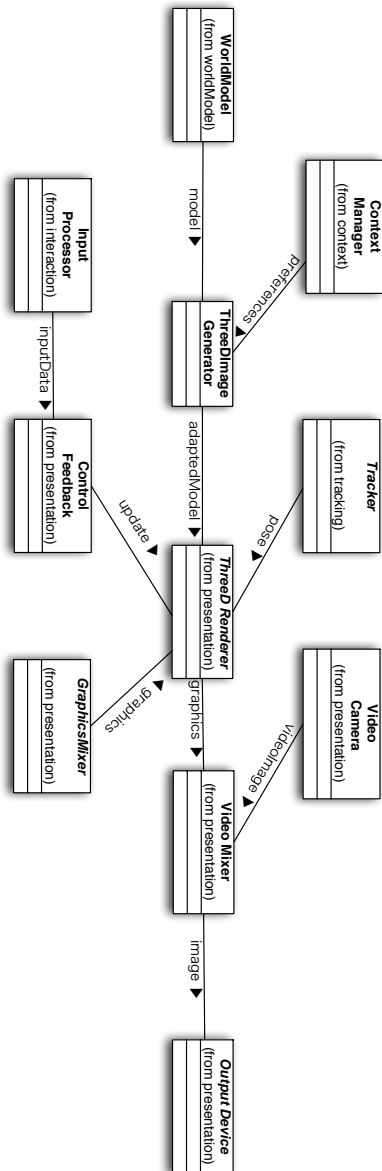 Context
Manager
(from context)
Tracker
(from tracking)
Video
Camera
(from presentation)
preferences
pose
videoImage
WorldModel
(from worldModel)
model
ThreeDImage
Generator
adaptedModel
ThreeD Renderer
(from presentation)
graphics
Video Mixer
(from presentation)
image
Output Device
(from presentation)
update
graphics
Input
Processor
(from interaction)
inputData
Control
Feedback
(from presentation)
GraphicsMixer
(from presentation)